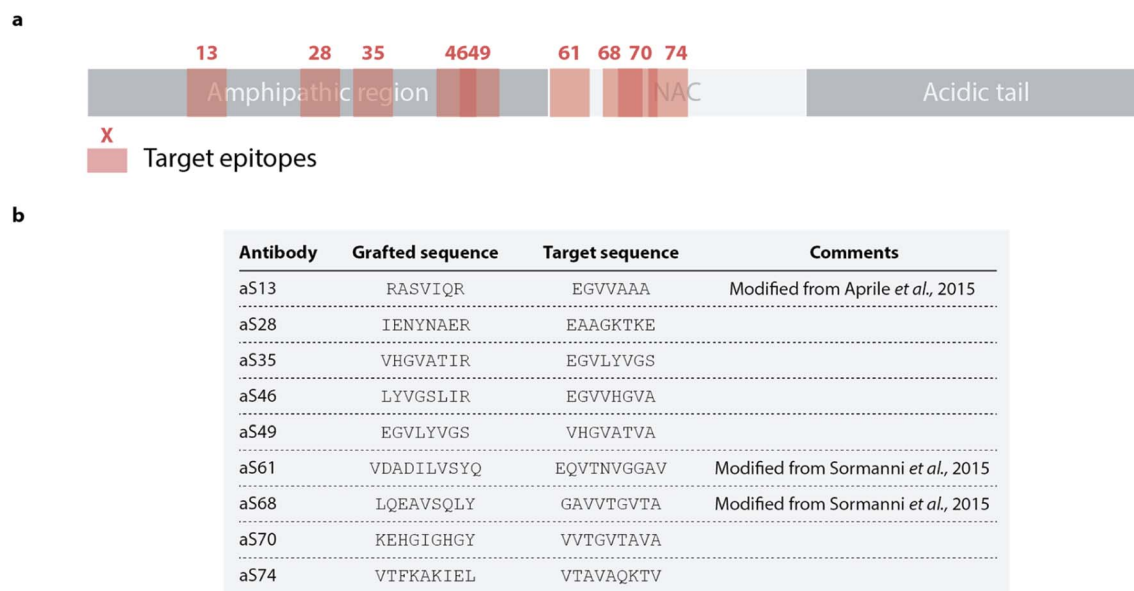 a
13 28 35 4649 61 68 70 74
Amphipathic region NAC Acidic tail
X
Target epitopes
b
Antibody Grafted sequence Target sequence Comments
aS13 RASVIQR EGVVAAA Modified from Aprile et al., 2015
aS28 IENYNAER EAAGKTKE
aS35 VHGVATIR EGVLYVGS
aS46 LYVGSLIR EGVVHGVA
aS49 EGVLYVGS VHGVATVA
aS61 VDADILVSYQ EQVTNVGGAV Modified from Sormanni et al., 2015
aS68 LQEAVSQLY GAVVTGVTA Modified from Sormanni et al., 2015
aS70 KEHGIGHGY VVTGVTAVA
aS74 VTFKAKIEL VTAVAQKTV